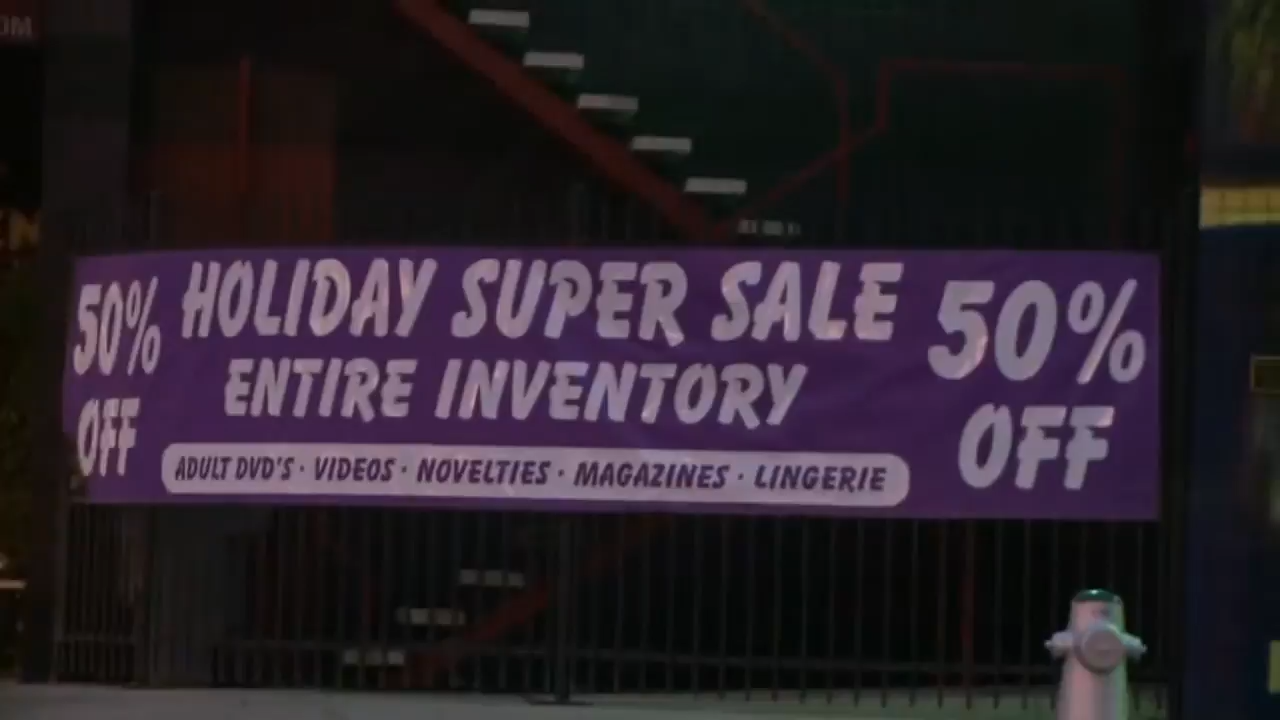 50%
OFF
HOLIDAY SUPER SALE
ENTIRE INVENTORY
ADULT DVD'S · VIDEOS · NOVELTIES · MAGAZINES · LINGERIE
50%
OFF